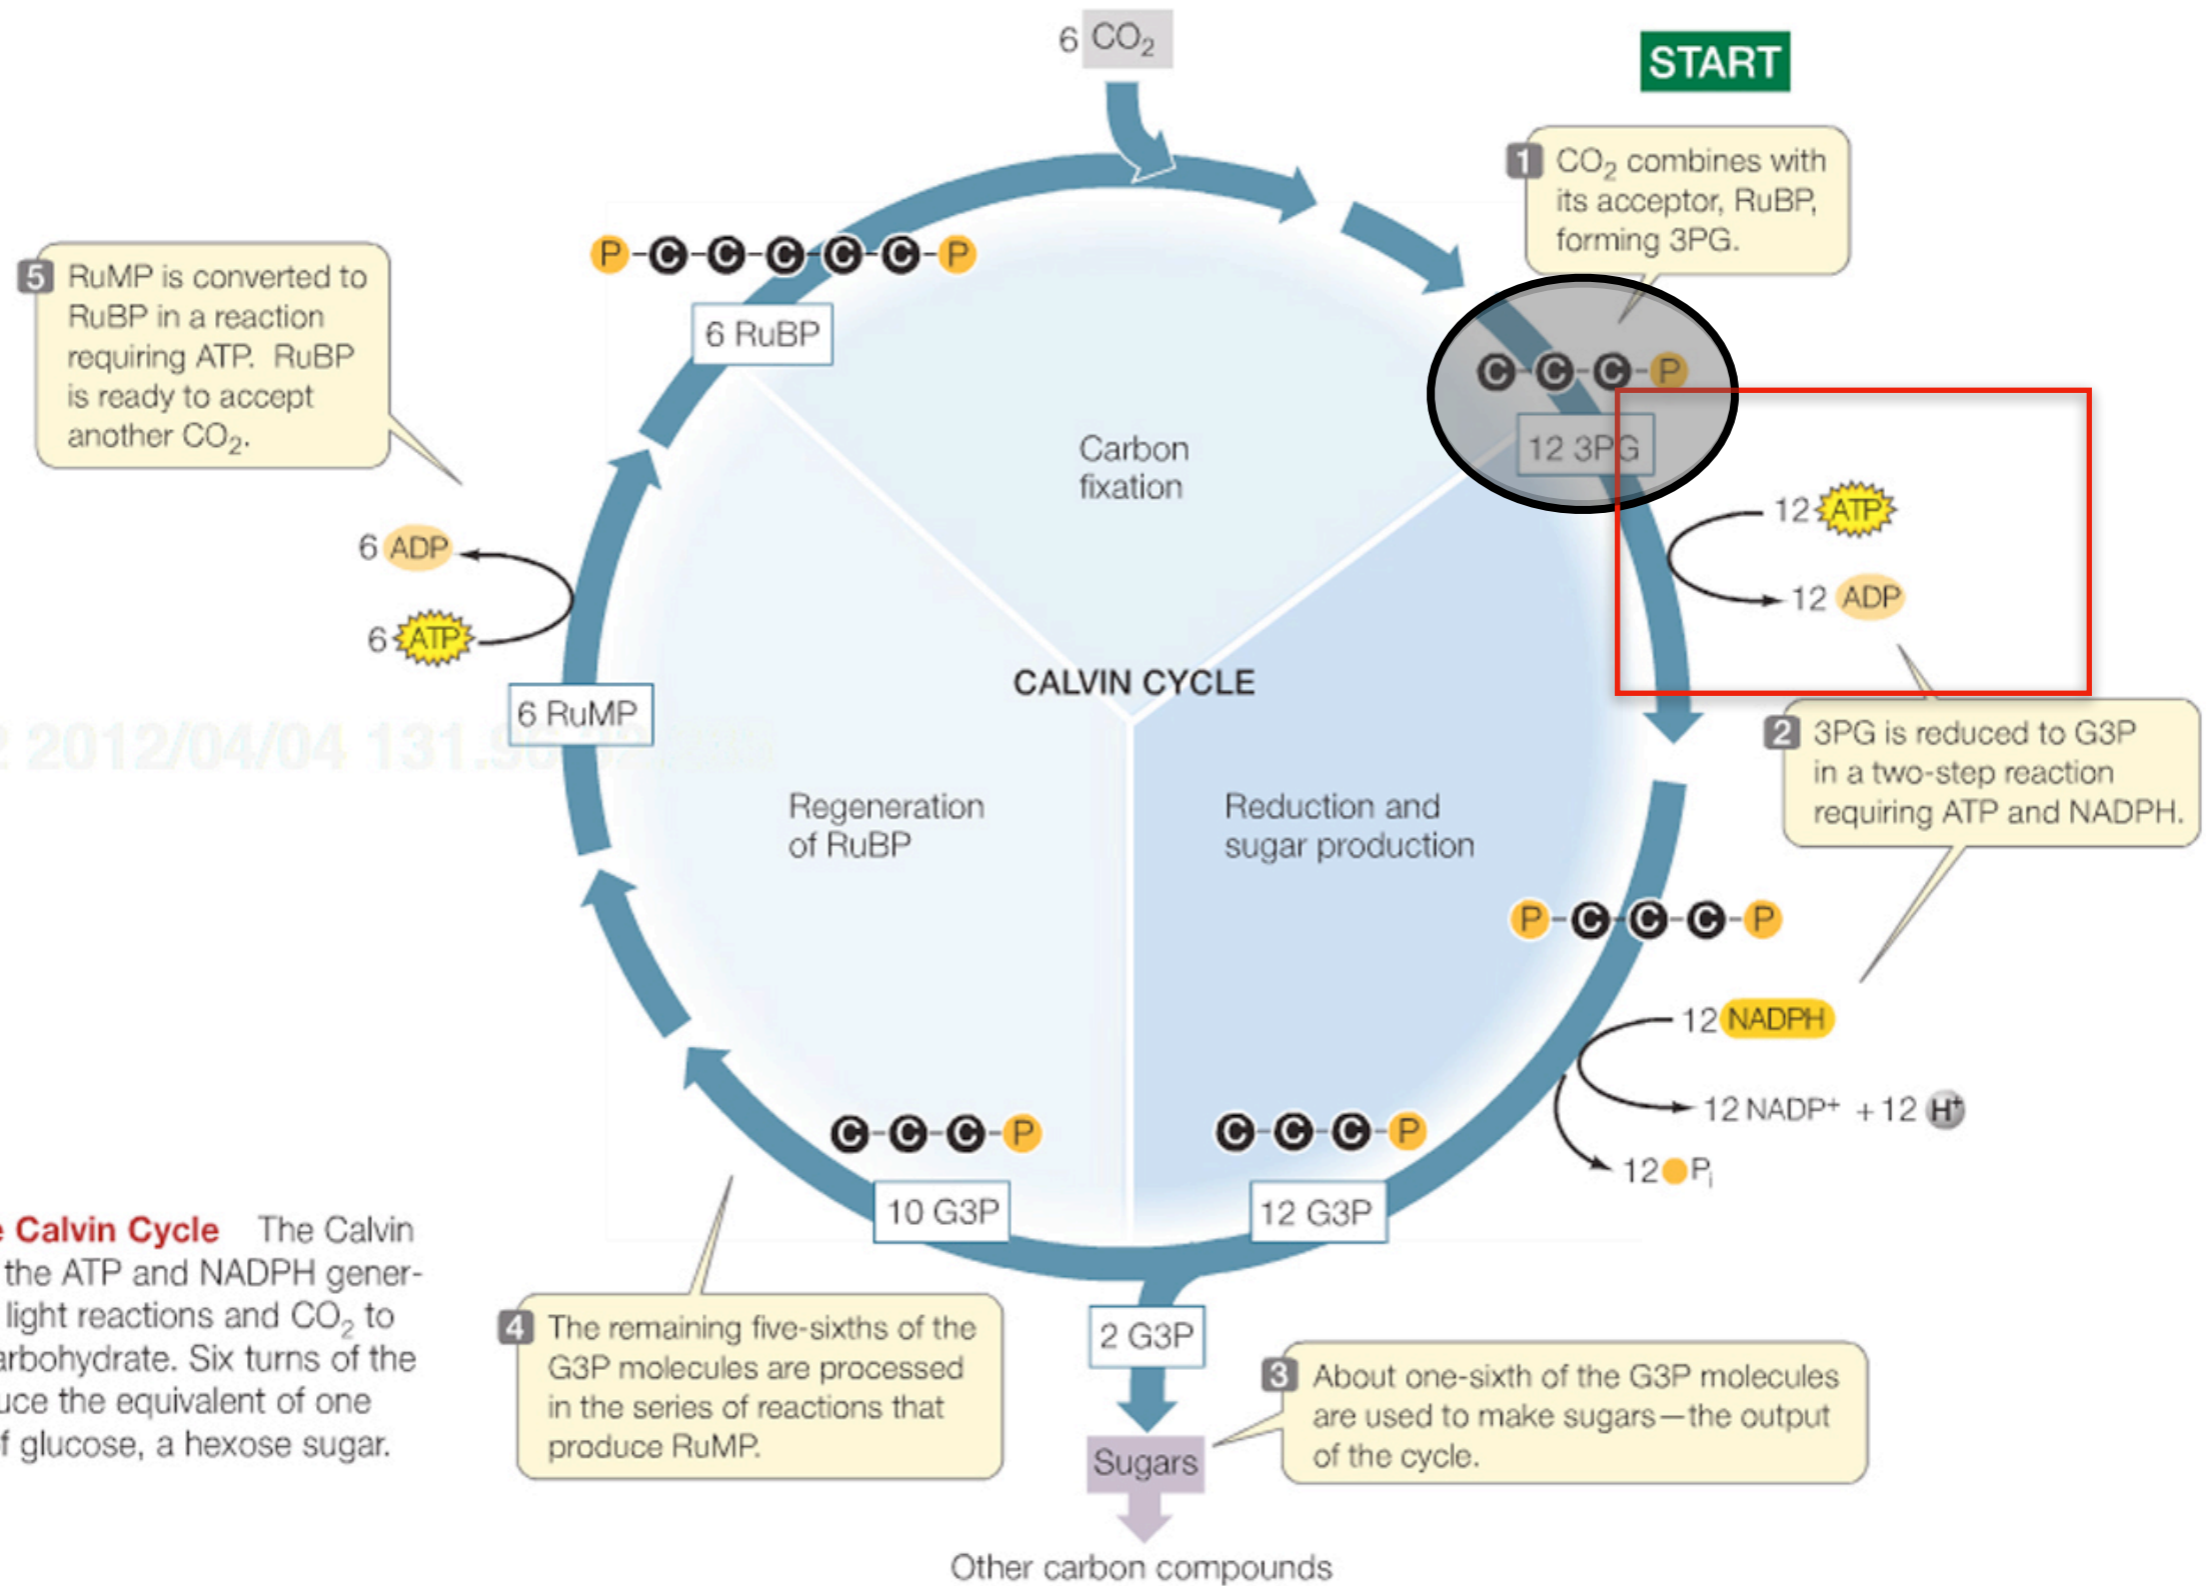 6 CO₂
START
1 CO₂ combines with
its acceptor, RuBP,
forming 3PG.
5 RuMP is converted to
RuBP in a reaction
requiring ATP. RuBP
is ready to accept
another CO₂.
P-C-C-C-C-C-P
6 RuBP
C-C-C-P
12 3PG
Carbon
fixation
12 ATP
12 ADP
6 ADP
6 ATP
CALVIN CYCLE
6 RuMP
2 2012/04/04 131.96
2 3PG is reduced to G3P
in a two-step reaction
requiring ATP and NADPH.
Regeneration
of RuBP
Reduction and
sugar production
P-C-C-C-P
12 NADPH
12 NADP⁺ + 12 H⁺
12 Pᵢ
C-C-C-P
C-C-C-P
10 G3P
12 G3P
2 G3P
e Calvin Cycle The Calvin
the ATP and NADPH gener-
light reactions and CO₂ to
arbohydrate. Six turns of the
uce the equivalent of one
f glucose, a hexose sugar.
4 The remaining five-sixths of the
G3P molecules are processed
in the series of reactions that
produce RuMP.
3 About one-sixth of the G3P molecules
are used to make sugars—the output
of the cycle.
Sugars
Other carbon compounds